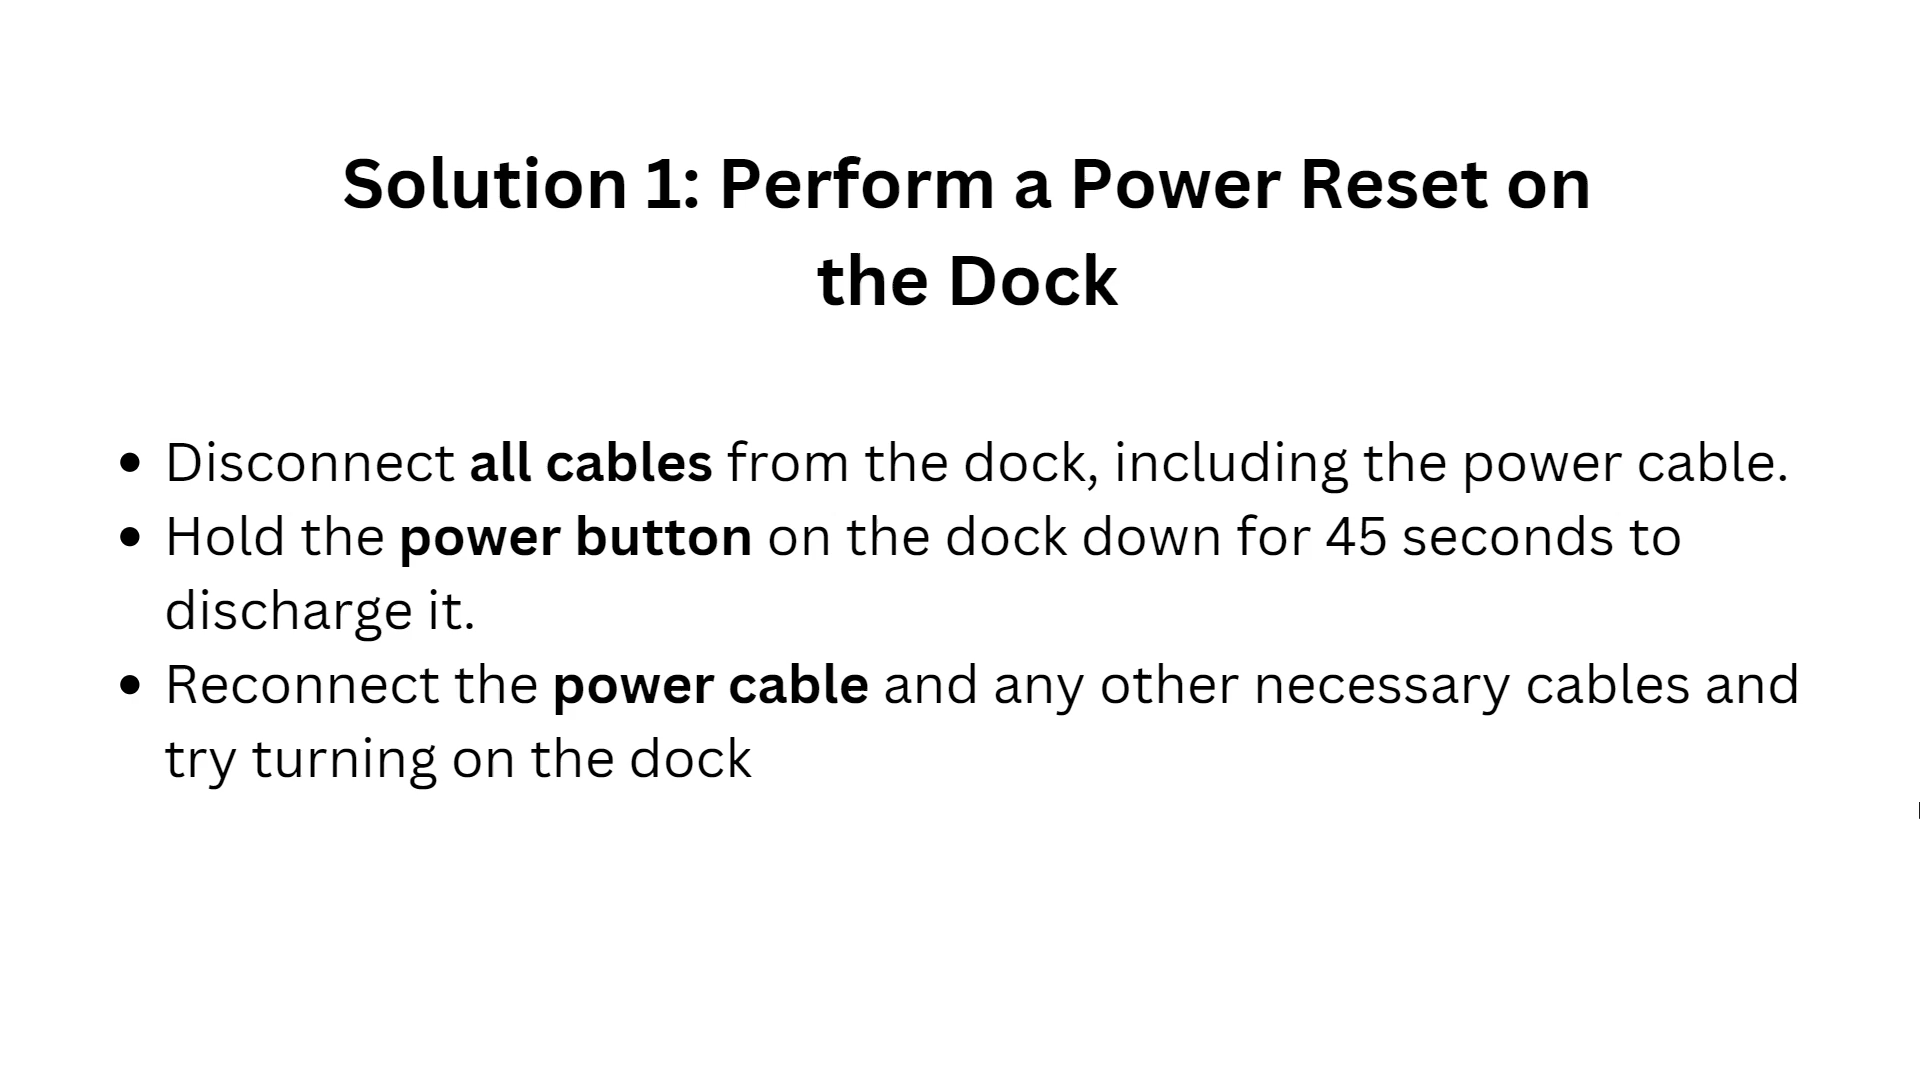 Solution 1: Perform a Power Reset on
the Dock
• Disconnect all cables from the dock, including the power cable.
• Hold the power button on the dock down for 45 seconds to
discharge it.
• Reconnect the power cable and any other necessary cables and
try turning on the dock